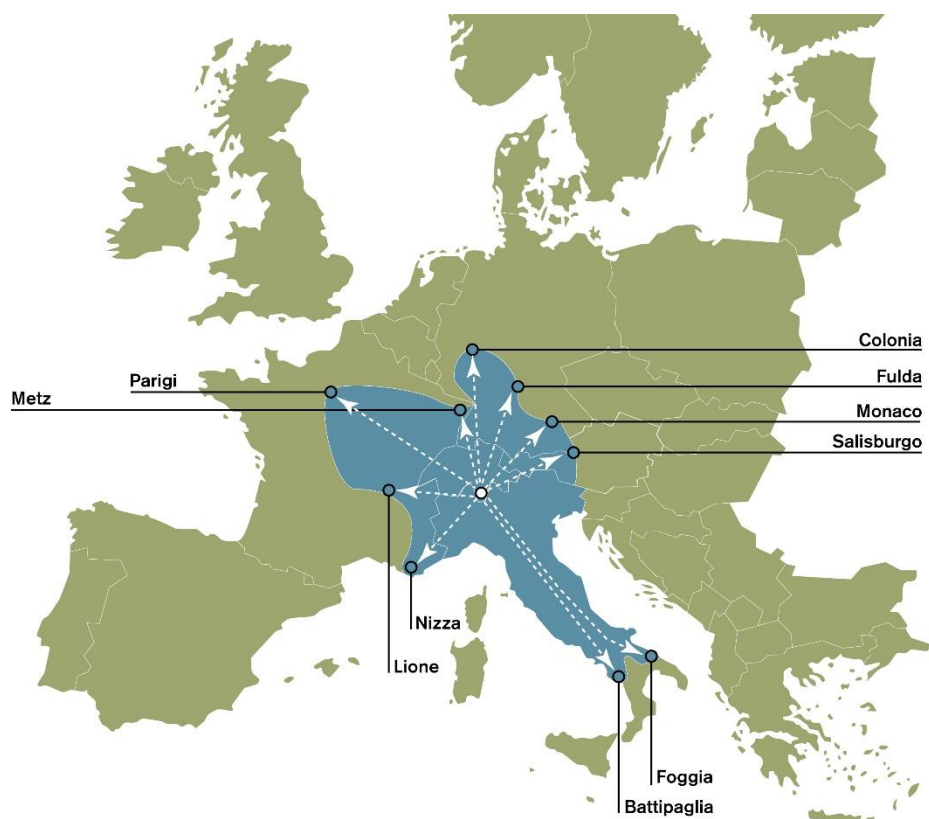 Colonia
Parigi
Fulda
Metz
Monaco
Salisburgo
Nizza
Lione
Foggia
Battipaglia